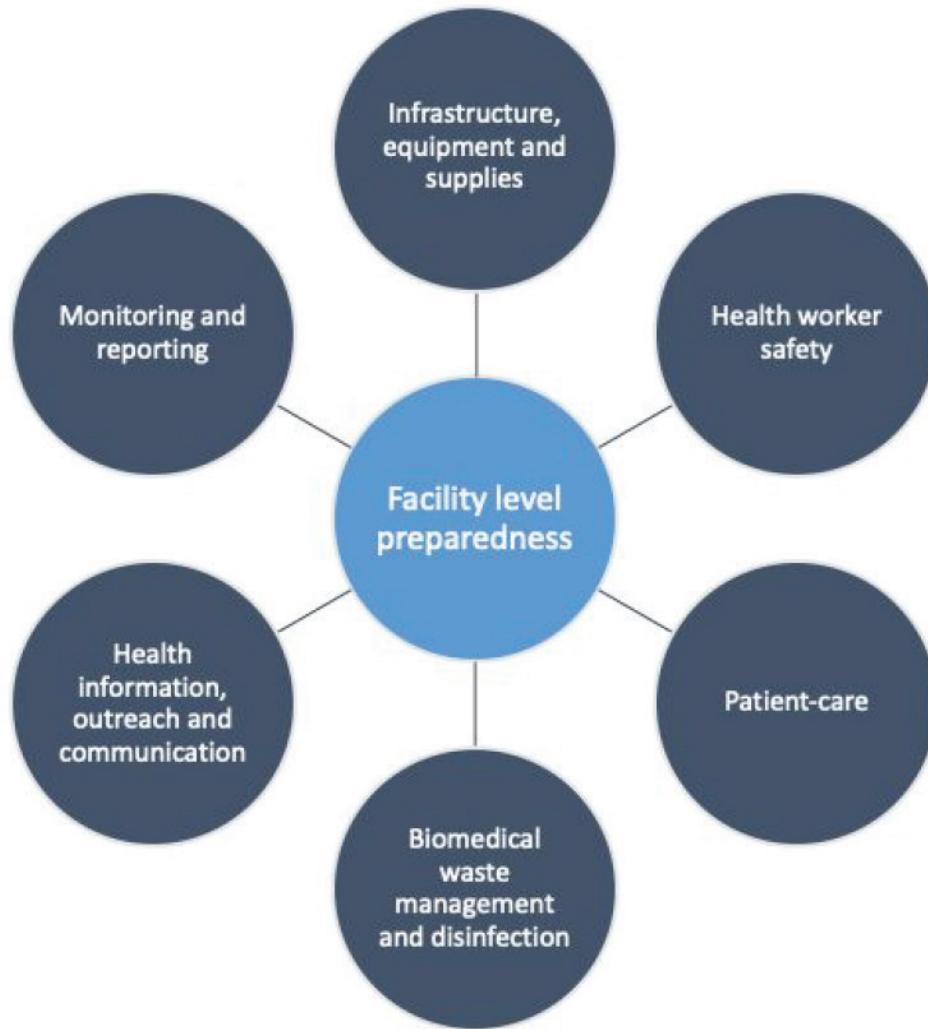 Infrastructure,
equipment and
supplies
Monitoring and
reporting
Health worker
safety
Facility level
preparedness
Health
information,
outreach and
communication
Patient-care
Biomedical
waste
management
and disinfection